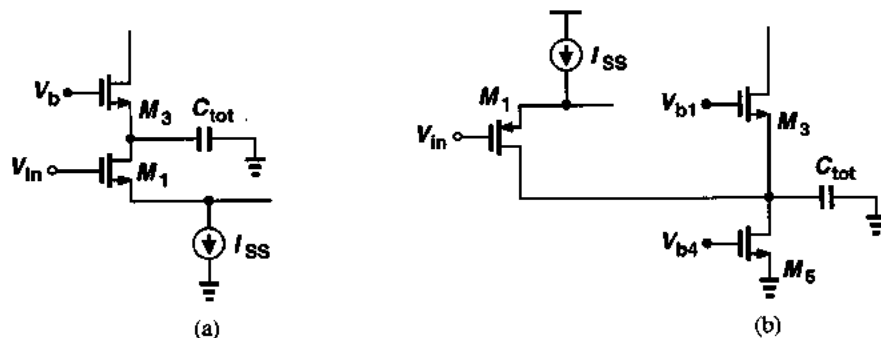 V_b
M_3
C_tot
V_in
M_1
I_SS
(a)
I_SS
M_1
V_in
V_b1
M_3
C_tot
V_b4
M_5
(b)